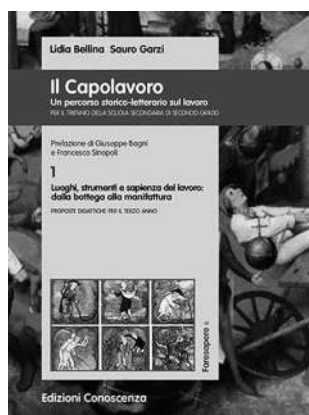 Lidia Bellina Sauro Garzi
Il Capolavoro
Un percorso storico-letterario sul lavoro
PER IL TRIENNIO DELLA SCUOLA SECONDARIA DI SECONDO GRADO
Prefazione di Giuseppe Bagni
e Francesco Sinopoli
1
Luoghi, strumenti e sapienza del lavoro:
dalla bottega alla manifattura
PROPOSTE DIDATTICHE PER IL TERZO ANNO
Faresapere 6
Edizioni Conoscenza